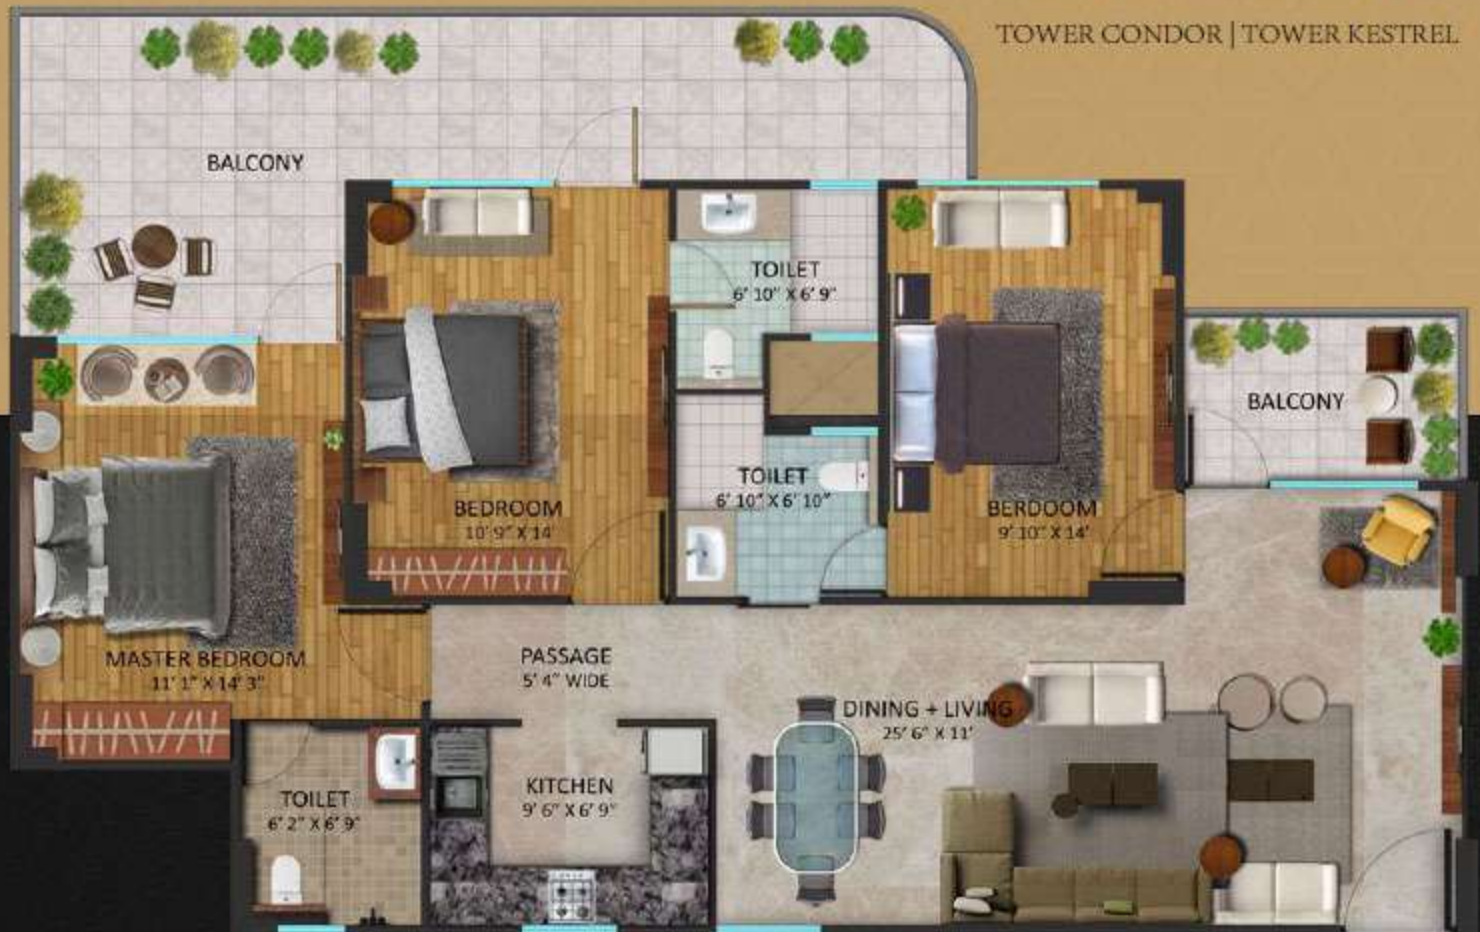 TOWER CONDOR | TOWER KESTREL
BALCONY
TOILET
6' 10" X 6' 9"
BALCONY
TOILET
6' 10" X 6' 10"
BEDROOM
10' 9" X 14'
BERDOOM
9' 10" X 14'
MASTER BEDROOM
11' 1" X 14' 3"
PASSAGE
5' 4" WIDE
DINING + LIVING
25' 6" X 11'
KITCHEN
9' 6" X 6' 9"
TOILET
6' 2" X 6' 9"